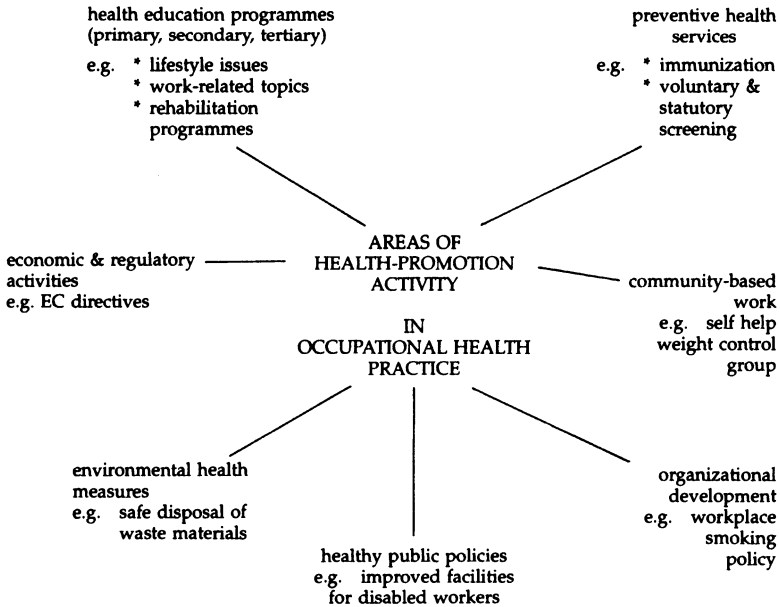 health education programmes
(primary, secondary, tertiary)
e.g. * lifestyle issues
* work-related topics
* rehabilitation
programmes
preventive health
services
e.g. * immunization
* voluntary &
statutory
screening
economic & regulatory
activities
e.g. EC directives
AREAS OF
HEALTH-PROMOTION
ACTIVITY
IN
OCCUPATIONAL HEALTH
PRACTICE
community-based
work
e.g. self help
weight control
group
environmental health
measures
e.g. safe disposal of
waste materials
healthy public policies
e.g. improved facilities
for disabled workers
organizational
development
e.g. workplace
smoking
policy